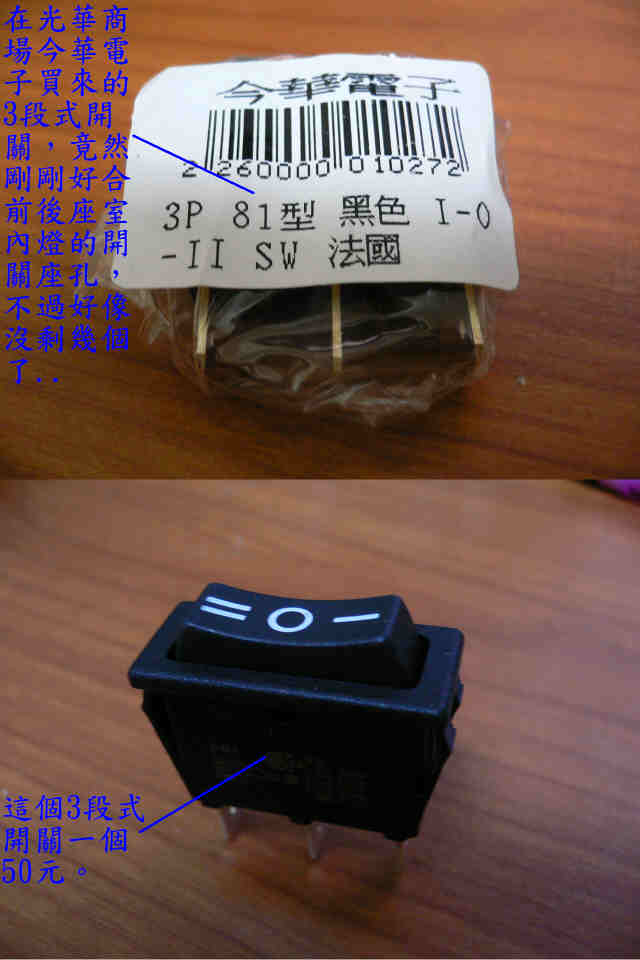 在光華商
場今華電
子買來的
3段式開
關，竟然
剛剛好合
前後座室
內燈的開
關座孔，
不過好像
沒剩幾個
了..
今華電子
2 260000 010272
3P 81型 黑色 I-O
-II SW 法國
II O I
這個3段式
開關一個
50元。